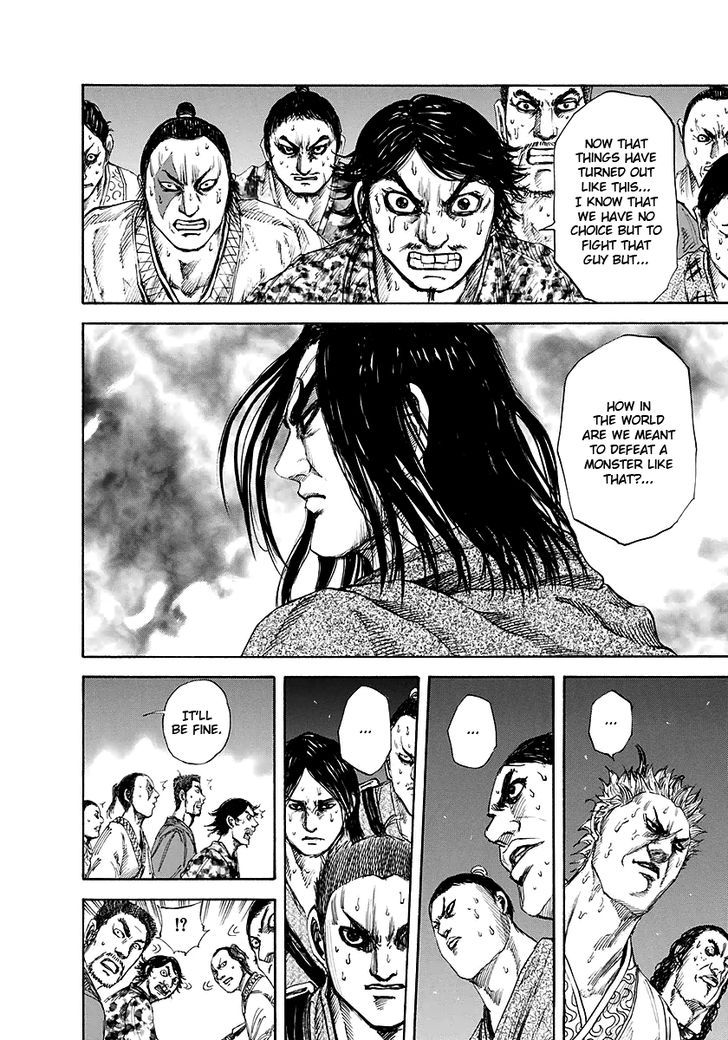 NOW THAT
THINGS HAVE
TURNED OUT
LIKE THIS...
I KNOW THAT
WE HAVE NO
CHOICE BUT TO
FIGHT THAT
GUY BUT...
HOW IN
THE WORLD
ARE WE MEANT
TO DEFEAT A
MONSTER LIKE
THAT?...
...
...
...
IT'LL
BE FINE.
!?